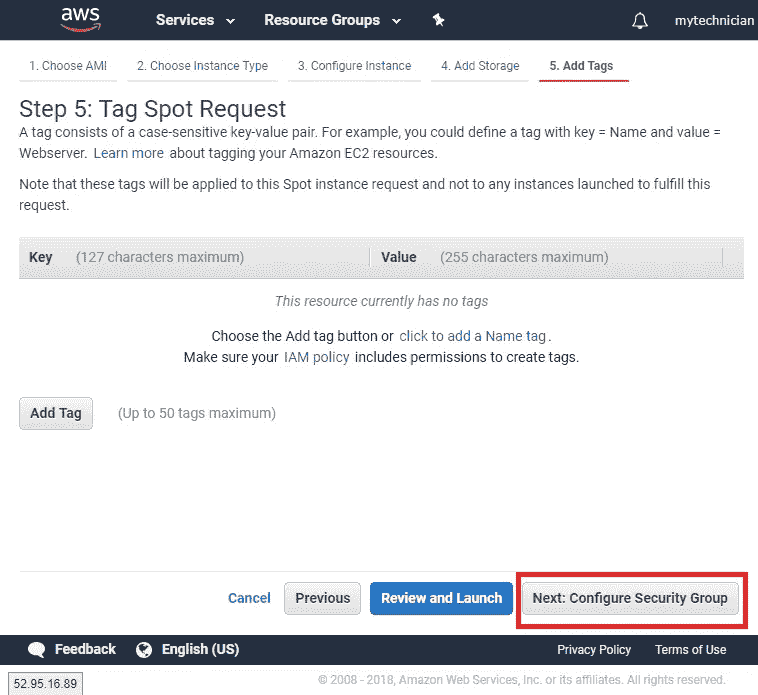 aws Services Resource Groups mytechnician
1. Choose AMI 2. Choose Instance Type 3. Configure Instance 4. Add Storage 5. Add Tags
Step 5: Tag Spot Request
A tag consists of a case-sensitive key-value pair. For example, you could define a tag with key = Name and value =
Webserver. Learn more about tagging your Amazon EC2 resources.
Note that these tags will be applied to this Spot instance request and not to any instances launched to fulfill this
request.
Key (127 characters maximum) Value (255 characters maximum)
This resource currently has no tags
Choose the Add tag button or click to add a Name tag.
Make sure your IAM policy includes permissions to create tags.
Add Tag (Up to 50 tags maximum)
Cancel Previous Review and Launch Next: Configure Security Group
Feedback English (US) Privacy Policy Terms of Use
52.95.16.89 © 2008 - 2018, Amazon Web Services, Inc. or its affiliates. All rights reserved.